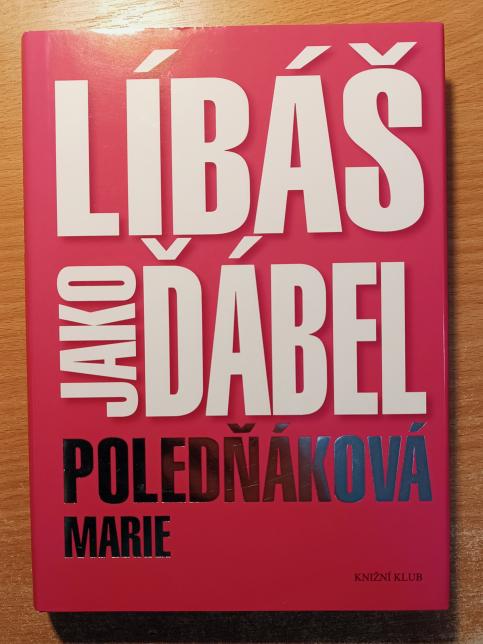 LÍBÁŠ
JAKO
ĎÁBEL
POLEDŇÁKOVÁ
MARIE
KNIŽNÍ KLUB